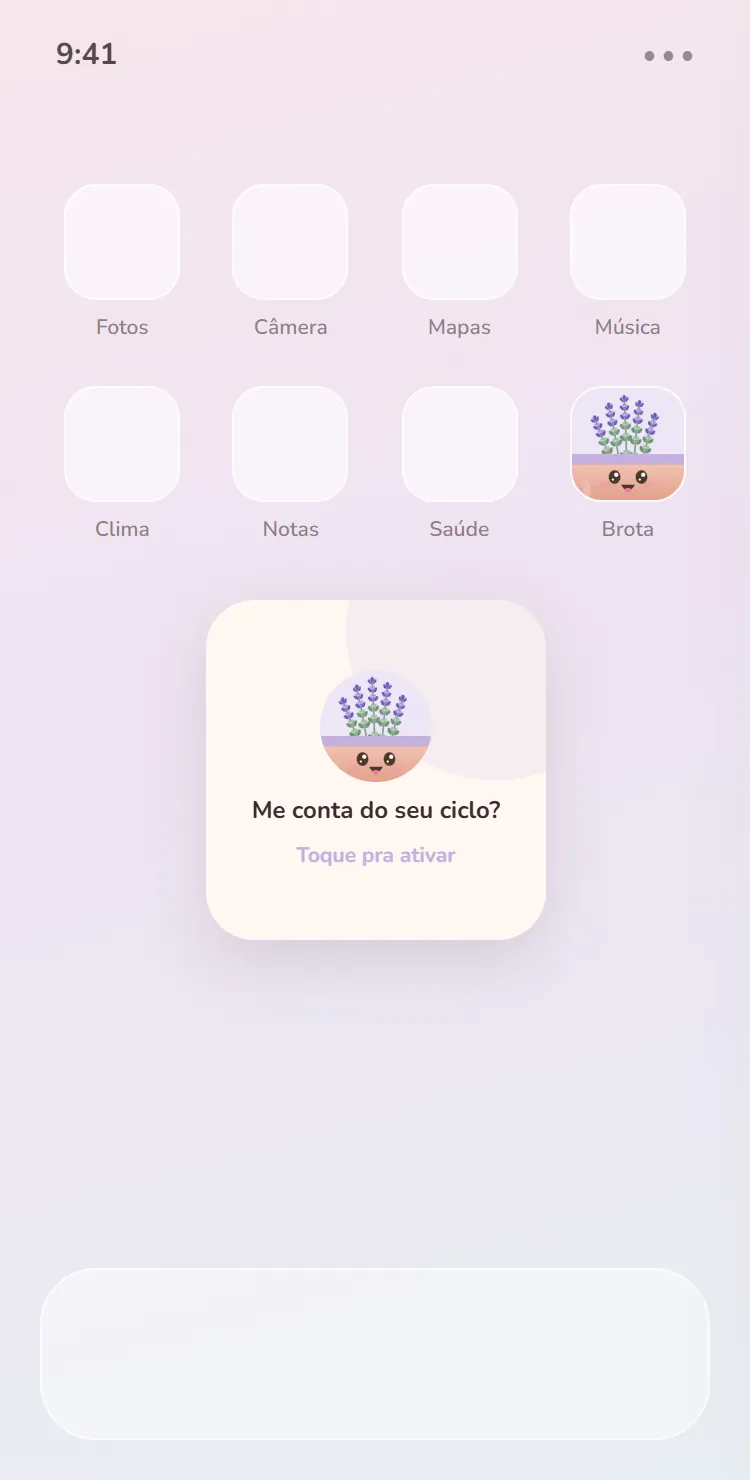 9:41
Fotos
Câmera
Mapas
Música
Clima
Notas
Saúde
Brota
Me conta do seu ciclo?
Toque pra ativar